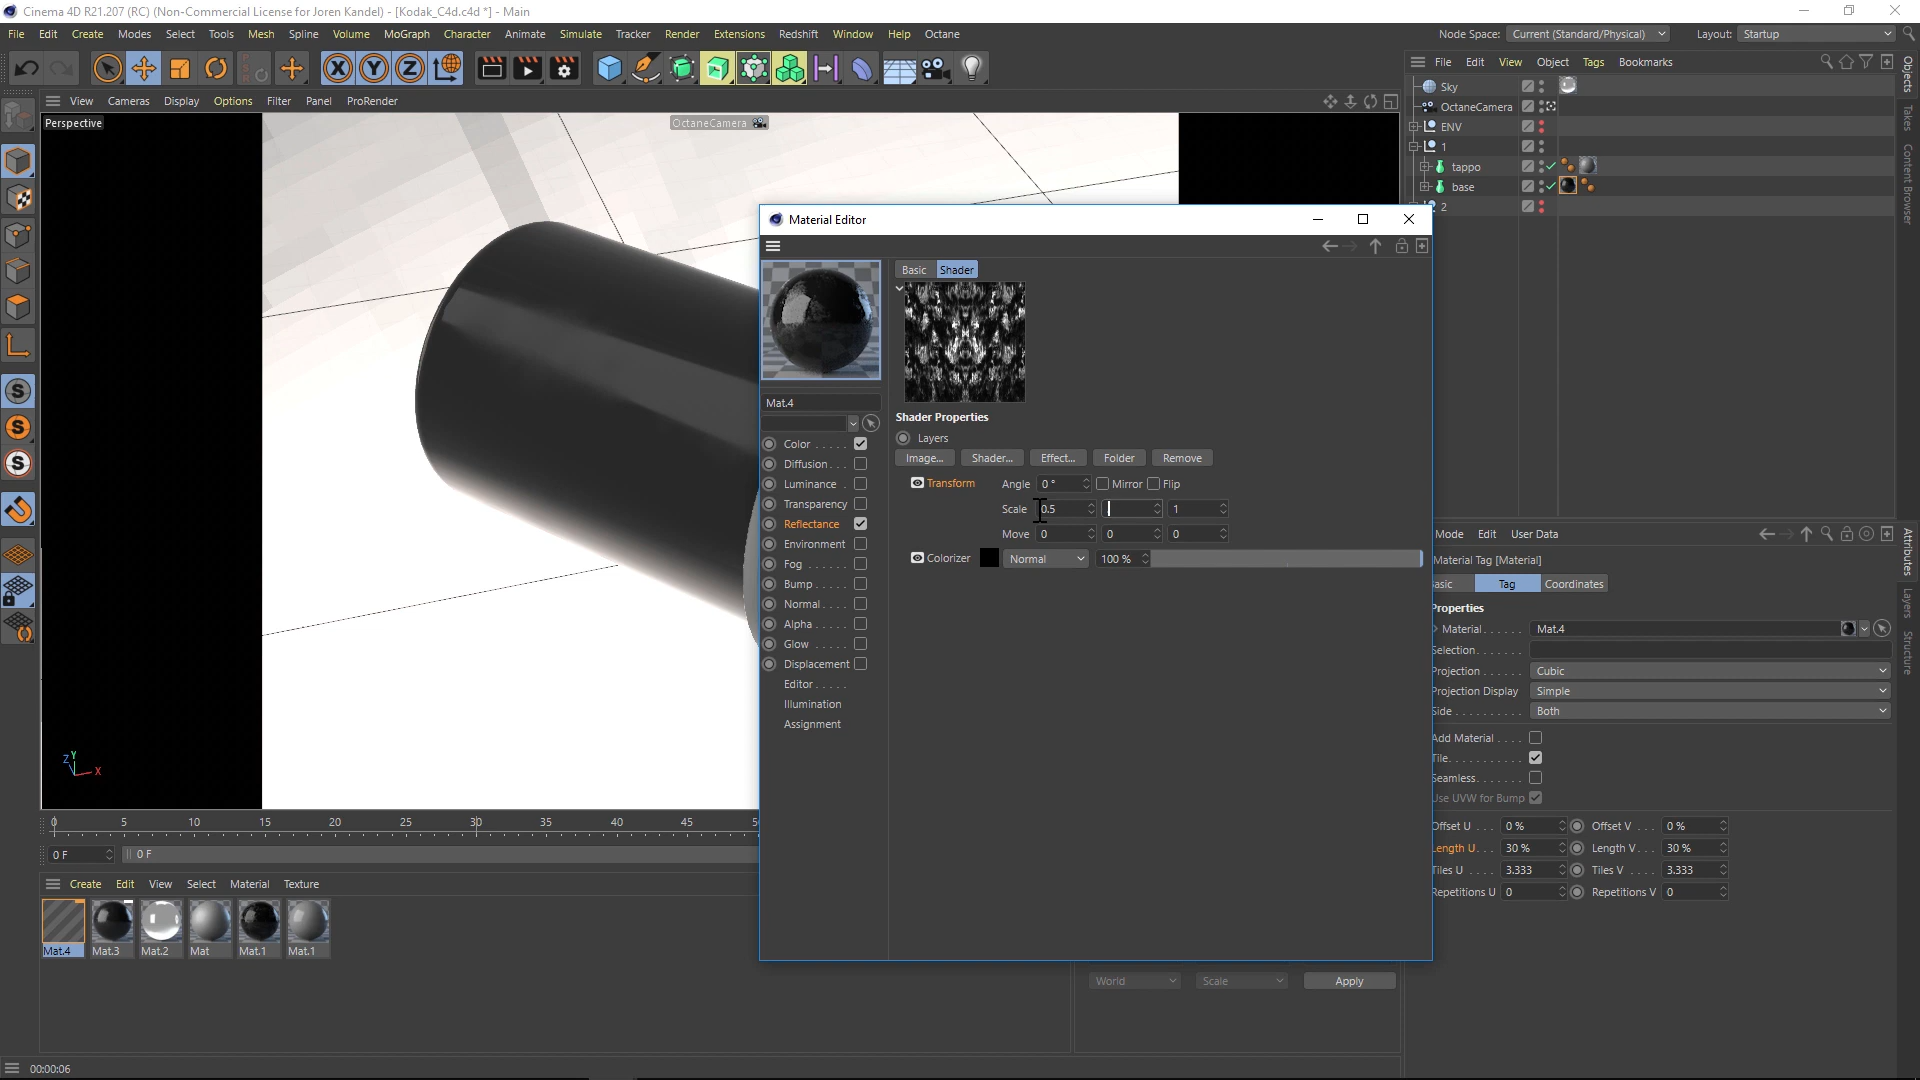 Cinema 4D R21.207 (RC) (Non-Commercial License for Joren Kandel) - [Kodak_C4d.c4d *] - Main
File Edit Create Modes Select Tools Mesh Spline Volume MoGraph Character Animate Simulate Tracker Render Extensions Redshift Window Help Octane
Node Space: Current (Standard/Physical) Layout: Startup
File Edit View Object Tags Bookmarks
View Cameras Display Options Filter Panel ProRender
Perspective
OctaneCamera
Sky
OctaneCamera
ENV
1
tappo
base
2
Objects
Takes
Content Browser
Material Editor
Basic Shader
Mat.4
Shader Properties
Layers
Image... Shader... Effect... Folder Remove
Transform Angle 0 ° Mirror Flip
Scale 0.5 1
Move 0 0 0
Colorizer Normal 100 %
Color
Diffusion
Luminance
Transparency
Reflectance
Environment
Fog
Bump
Normal
Alpha
Glow
Displacement
Editor
Illumination
Assignment
Mode Edit User Data
Material Tag [Material]
asic Tag Coordinates
Properties
Material Mat.4
Selection
Projection Cubic
Projection Display Simple
Side Both
Add Material
Tile
Seamless
Use UVW for Bump
Offset U 0 % Offset V 0 %
Length U 30 % Length V 30 %
Tiles U 3.333 Tiles V 3.333
Repetitions U 0 Repetitions V 0
Attributes
Layers
Structure
Z Y X
0 5 10 15 20 25 30 35 40 45 5
0 F 0 F
Create Edit View Select Material Texture
Mat.4 Mat.3 Mat.2 Mat Mat.1 Mat.1
World Scale Apply
00:00:06